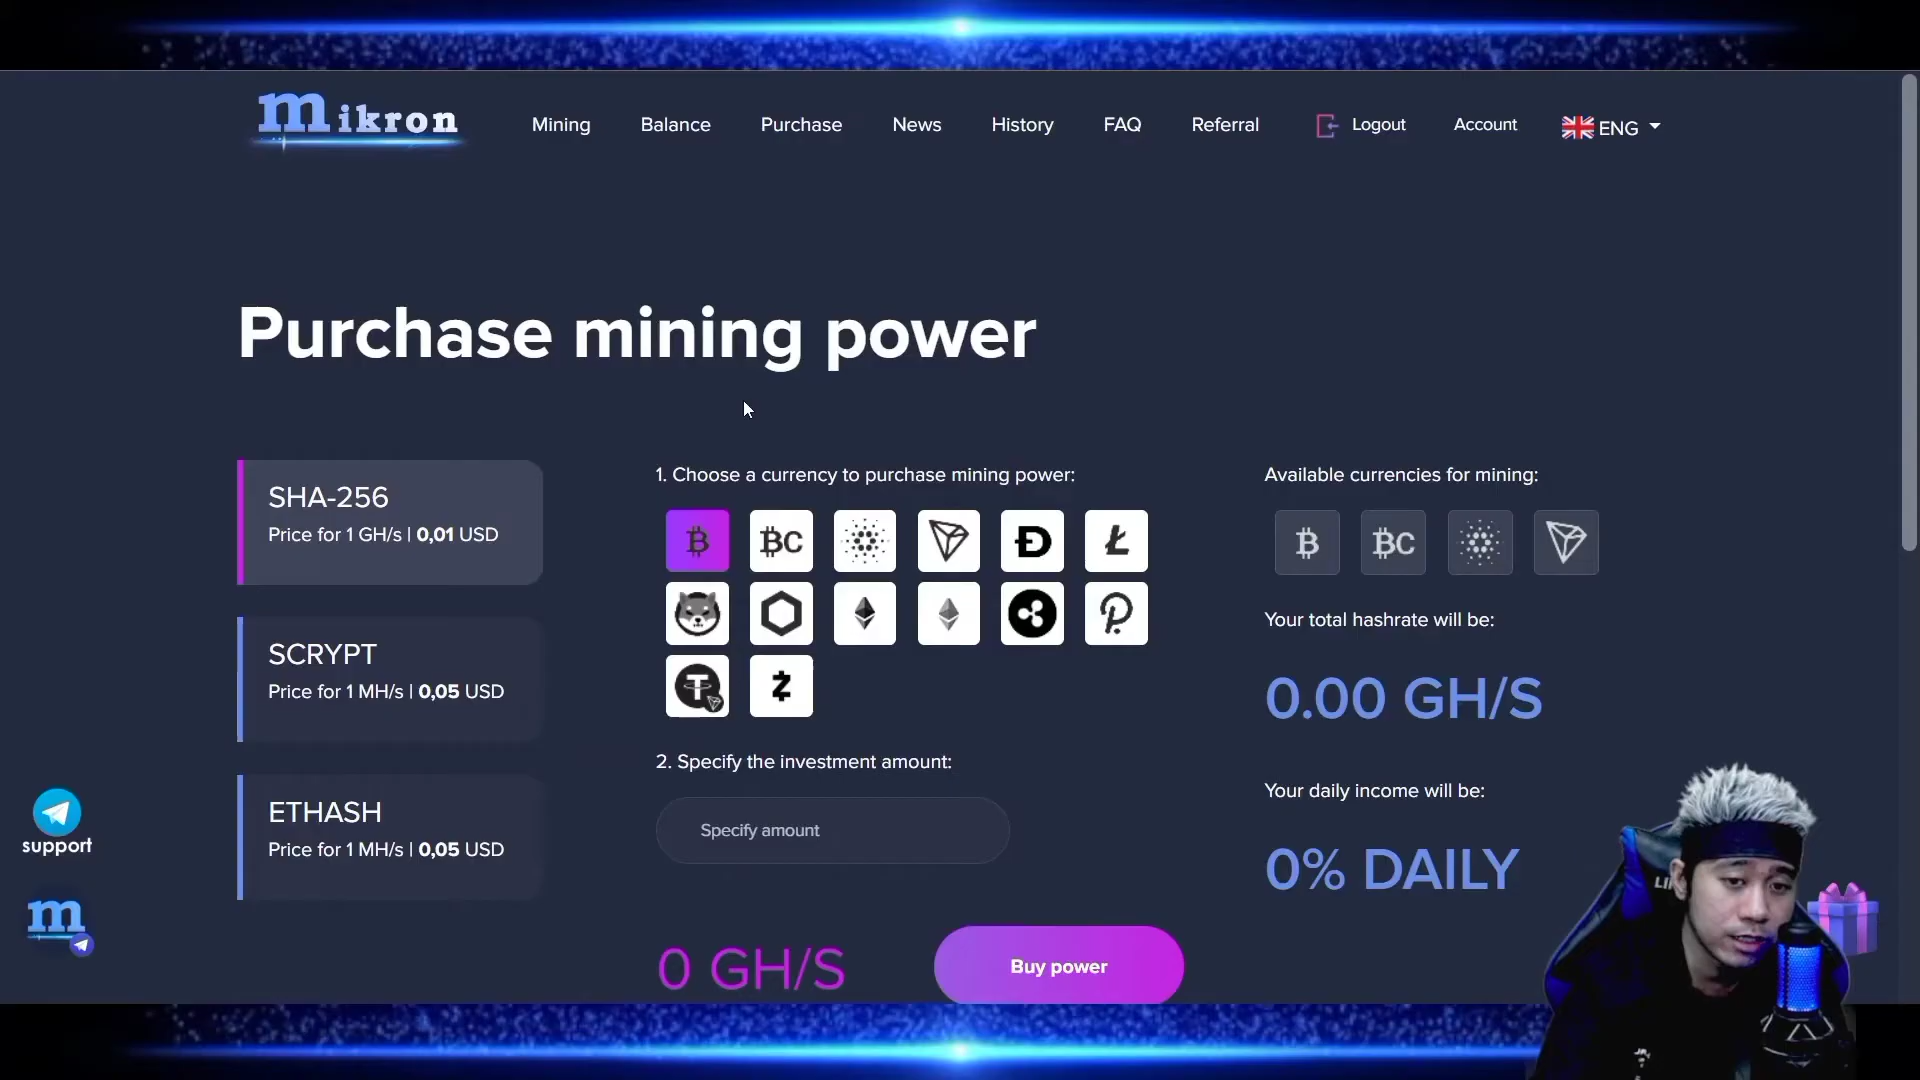 mikron
Mining
Balance
Purchase
News
History
FAQ
Referral
Logout
Account
ENG
Purchase mining power
SHA-256
Price for 1 GH/s | 0,01 USD
SCRYPT
Price for 1 MH/s | 0,05 USD
ETHASH
Price for 1 MH/s | 0,05 USD
1. Choose a currency to purchase mining power:
BC
2. Specify the investment amount:
Specify amount
0 GH/S
Buy power
Available currencies for mining:
BC
Your total hashrate will be:
0.00 GH/S
Your daily income will be:
0% DAILY
support
m